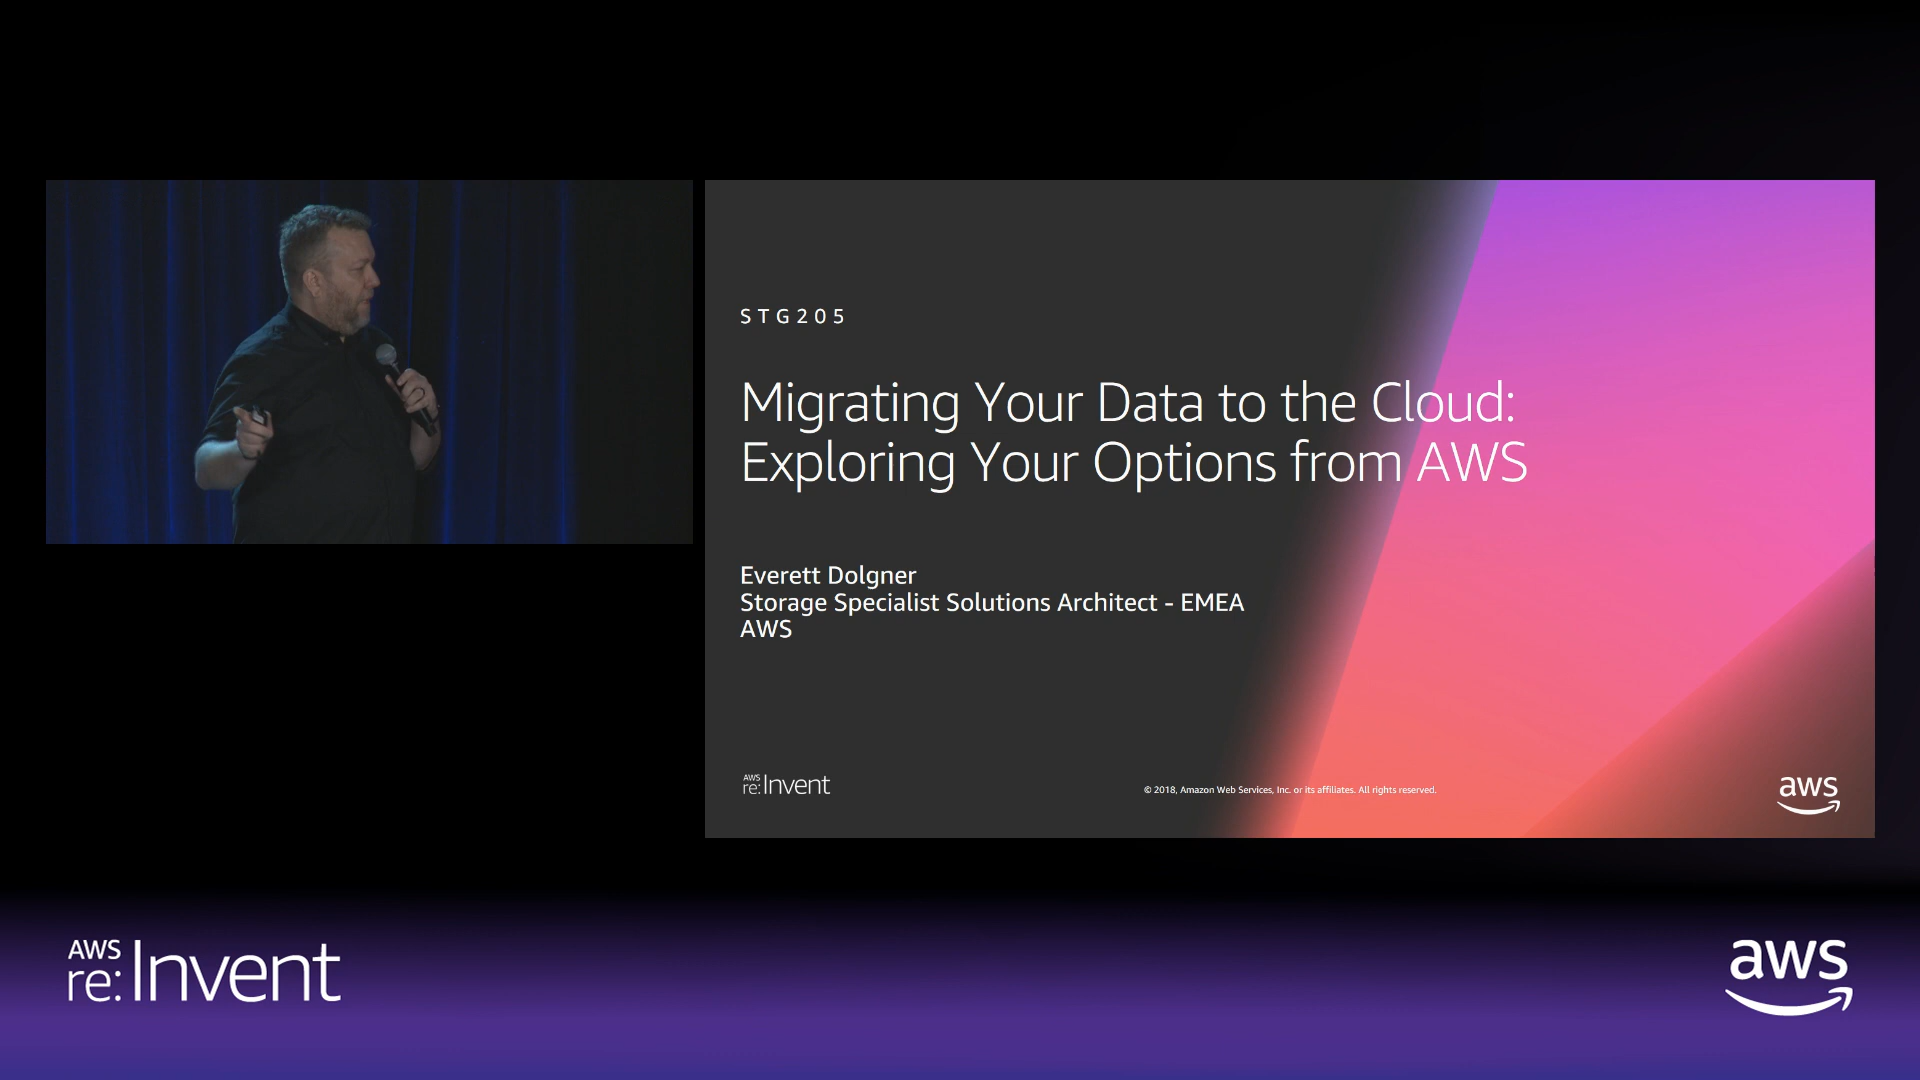 STG205
Migrating Your Data to the Cloud:
Exploring Your Options from AWS
Everett Dolgner
Storage Specialist Solutions Architect - EMEA
AWS
AWS
re:Invent
© 2018, Amazon Web Services, Inc. or its affiliates. All rights reserved.
aws
AWS
re:Invent
aws